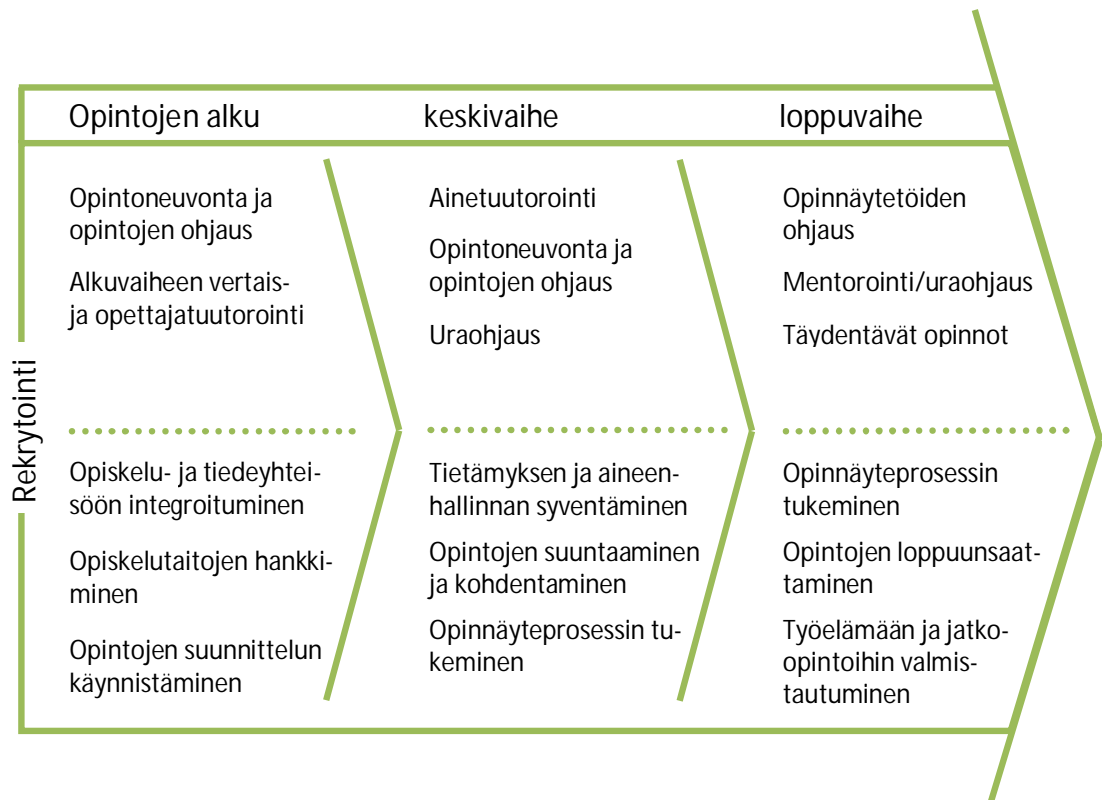 Rekrytointi
Opintojen alku
Opintoneuvonta ja
opintojen ohjaus
Alkuvaiheen vertais-
ja opettajatuutorointi
Opiskelu- ja tiedeyhtei-
söön integroituminen
Opiskelutaitojen hankki-
minen
Opintojen suunnittelun
käynnistäminen
keskivaihe
Ainetuutorointi
Opintoneuvonta ja
opintojen ohjaus
Uraohjaus
Tietämyksen ja aineen-
hallinnan syventäminen
Opintojen suuntaaminen
ja kohdentaminen
Opinnäyteprosessin tu-
keminen
loppuvaihe
Opinnäytetöiden
ohjaus
Mentorointi/uraohjaus
Täydentävät opinnot
Opinnäyteprosessin
tukeminen
Opintojen loppuunsaat-
taminen
Työelämään ja jatko-
opintoihin valmis-
tautuminen